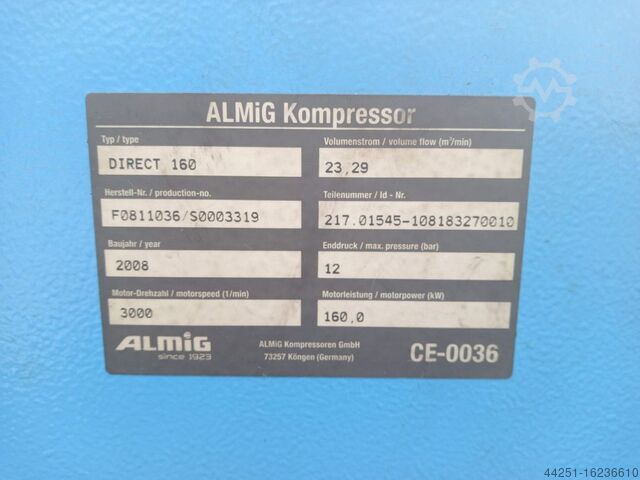 ALMiG Kompressor
Typ / type
DIRECT 160
Volumenstrom / volume flow (m³/min)
23,29
Herstell-Nr. / production-no.
F0811036/S0003319
Teilenummer / Id - Nr.
217.01545-108183270010
Baujahr / year
2008
Enddruck / max. pressure (bar)
12
Motor-Drehzahl / motorspeed (1/min)
3000
Motorleistung / motorpower (kW)
160,0
ALMiG
since 1923
ALMiG Kompressoren GmbH
73257 Köngen (Germany)
CE-0036
44251-16236610